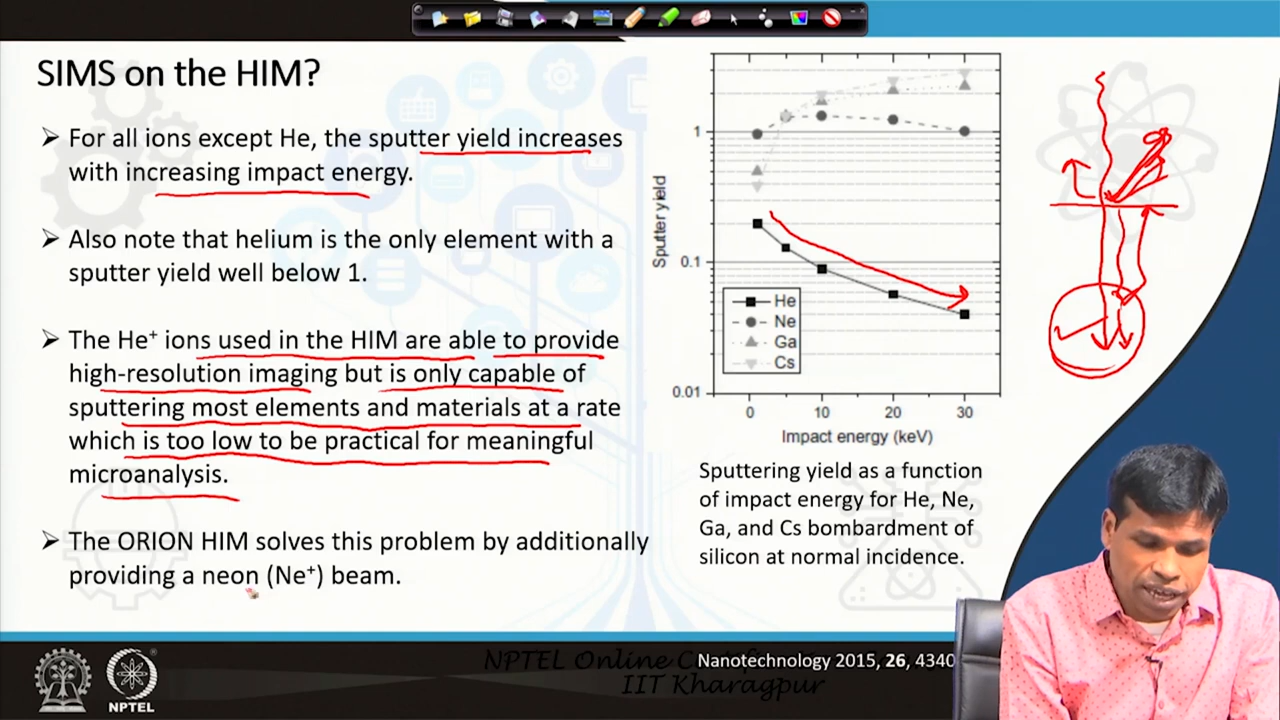 SIMS on the HIM?
➢ For all ions except He, the sputter yield increases
with increasing impact energy.
➢ Also note that helium is the only element with a
sputter yield well below 1.
➢ The He⁺ ions used in the HIM are able to provide
high-resolution imaging but is only capable of
sputtering most elements and materials at a rate
which is too low to be practical for meaningful
microanalysis.
➢ The ORION HIM solves this problem by additionally
providing a neon (Ne⁺) beam.
Sputter yield
1
0.1
0.01
He
Ne
Ga
Cs
0 10 20 30
Impact energy (keV)
Sputtering yield as a function
of impact energy for He, Ne,
Ga, and Cs bombardment of
silicon at normal incidence.
NPTEL
NPTEL Online
IIT Kharagpur
Nanotechnology 2015, 26, 4340